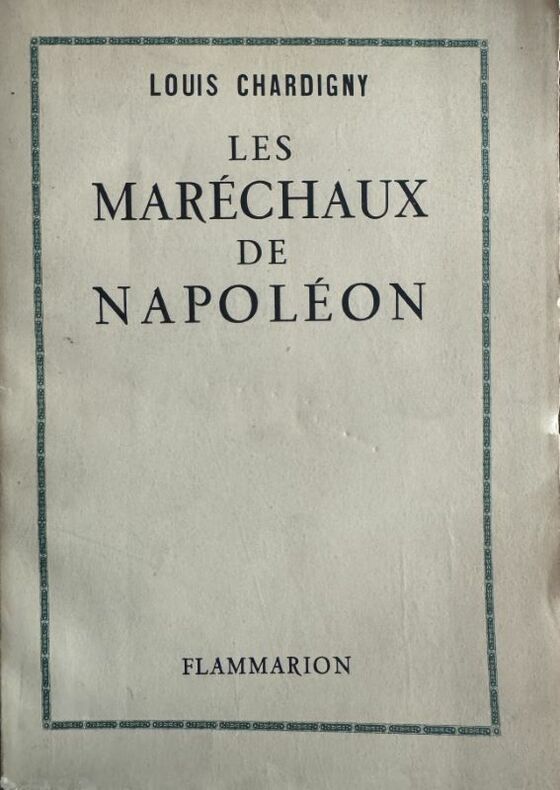 LOUIS CHARDIGNY
LES
MARÉCHAUX
DE
NAPOLÉON
FLAMMARION